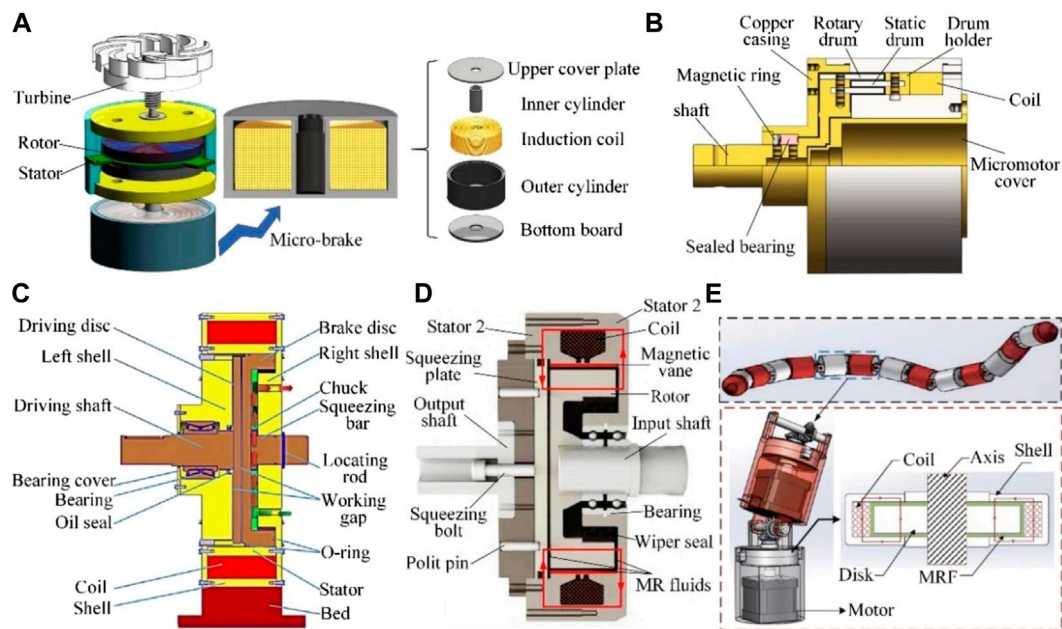 A
Turbine
Rotor
Stator
Micro-brake
Upper cover plate
Inner cylinder
Induction coil
Outer cylinder
Bottom board
B
Copper
casing
Rotary
drum
Static
drum
Drum
holder
Magnetic ring
shaft
Coil
Micromotor
cover
Sealed bearing
C
Driving disc
Left shell
Driving shaft
Bearing cover
Bearing
Oil seal
Coil
Shell
Brake disc
Right shell
Chuck
Squeezing
bar
Locating
rod
Working
gap
O-ring
Stator
Bed
D
Stator 2
Stator 2
Coil
Squeezing
plate
Magnetic
vane
Rotor
Output
shaft
Input shaft
Squeezing
bolt
Bearing
Wiper seal
Polit pin
MR fluids
E
Coil
Axis
Shell
Disk
MRF
Motor